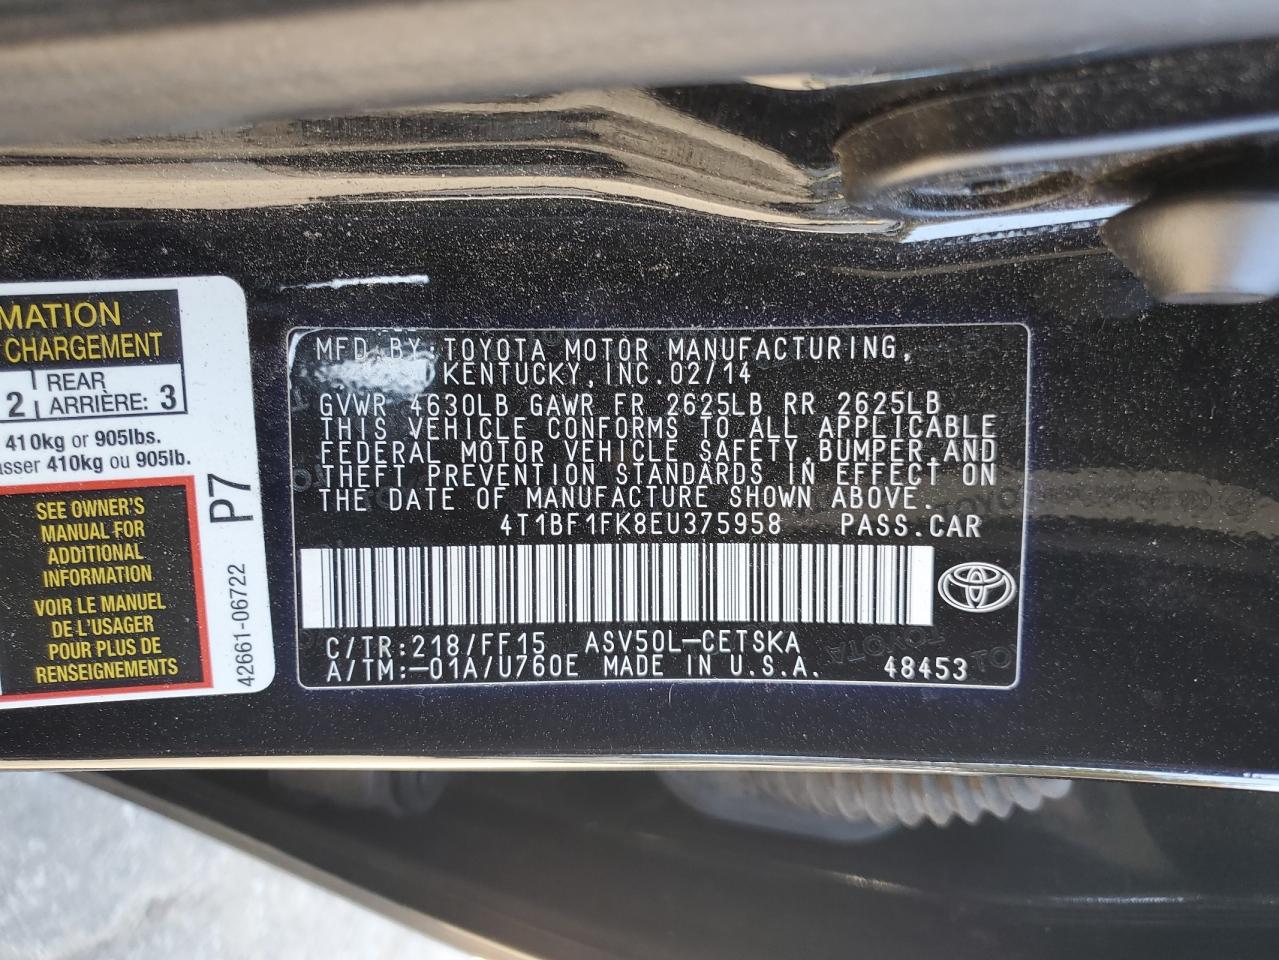 MATION
CHARGEMENT
2 REAR
ARRIÈRE: 3
410kg or 905lbs.
asser 410kg ou 905lb.
SEE OWNER'S
MANUAL FOR
ADDITIONAL
INFORMATION
VOIR LE MANUEL
DE L'USAGER
POUR PLUS DE
RENSEIGNEMENTS
P7
42661-06722
MFD. BY: TOYOTA MOTOR MANUFACTURING,
KENTUCKY, INC. 02/14
GVWR 4630LB GAWR FR 2625LB RR 2625LB
THIS VEHICLE CONFORMS TO ALL APPLICABLE
FEDERAL MOTOR VEHICLE SAFETY, BUMPER, AND
THEFT PREVENTION STANDARDS IN EFFECT ON
THE DATE OF MANUFACTURE SHOWN ABOVE.
4T1BF1FK8EU375958 PASS.CAR
C/TR:218/FF15 ASV50L-CETSKA
A/TM:-01A/U760E MADE IN U.S.A. 48453